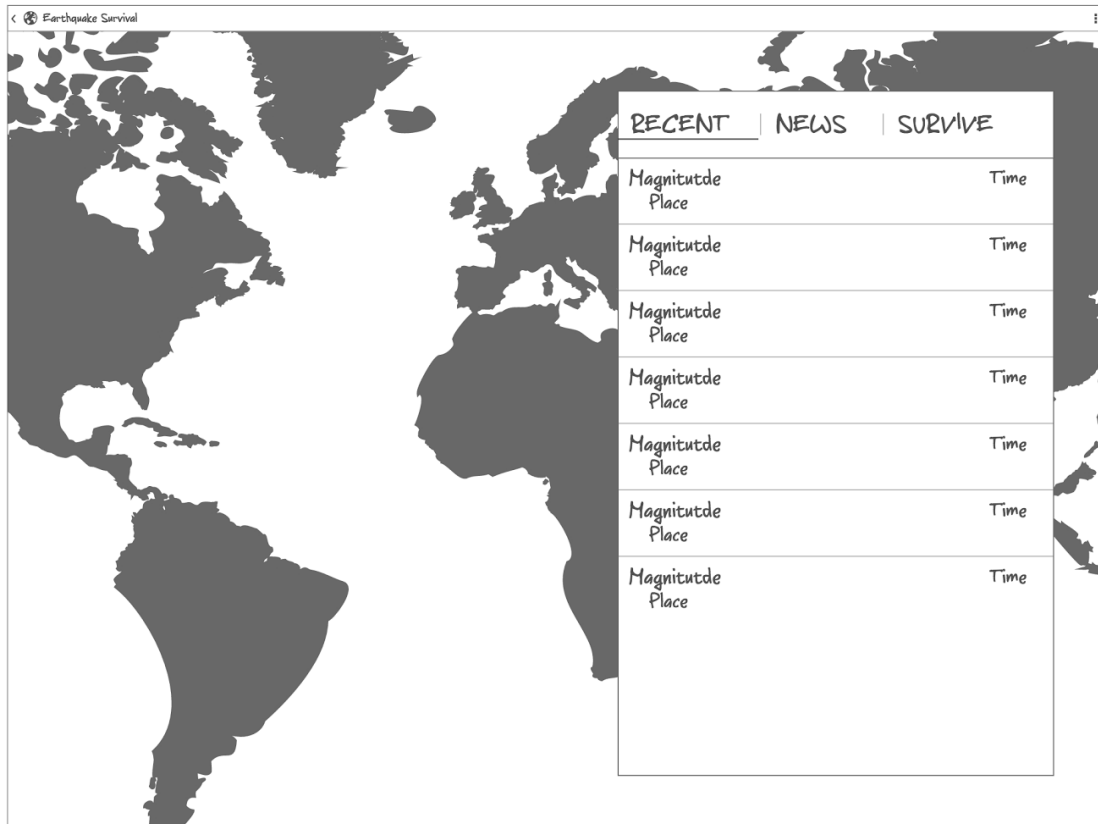 Earthquake Survival
RECENT NEWS SURVIVE
Magnitutde Time
Place
Magnitutde Time
Place
Magnitutde Time
Place
Magnitutde Time
Place
Magnitutde Time
Place
Magnitutde Time
Place
Magnitutde Time
Place